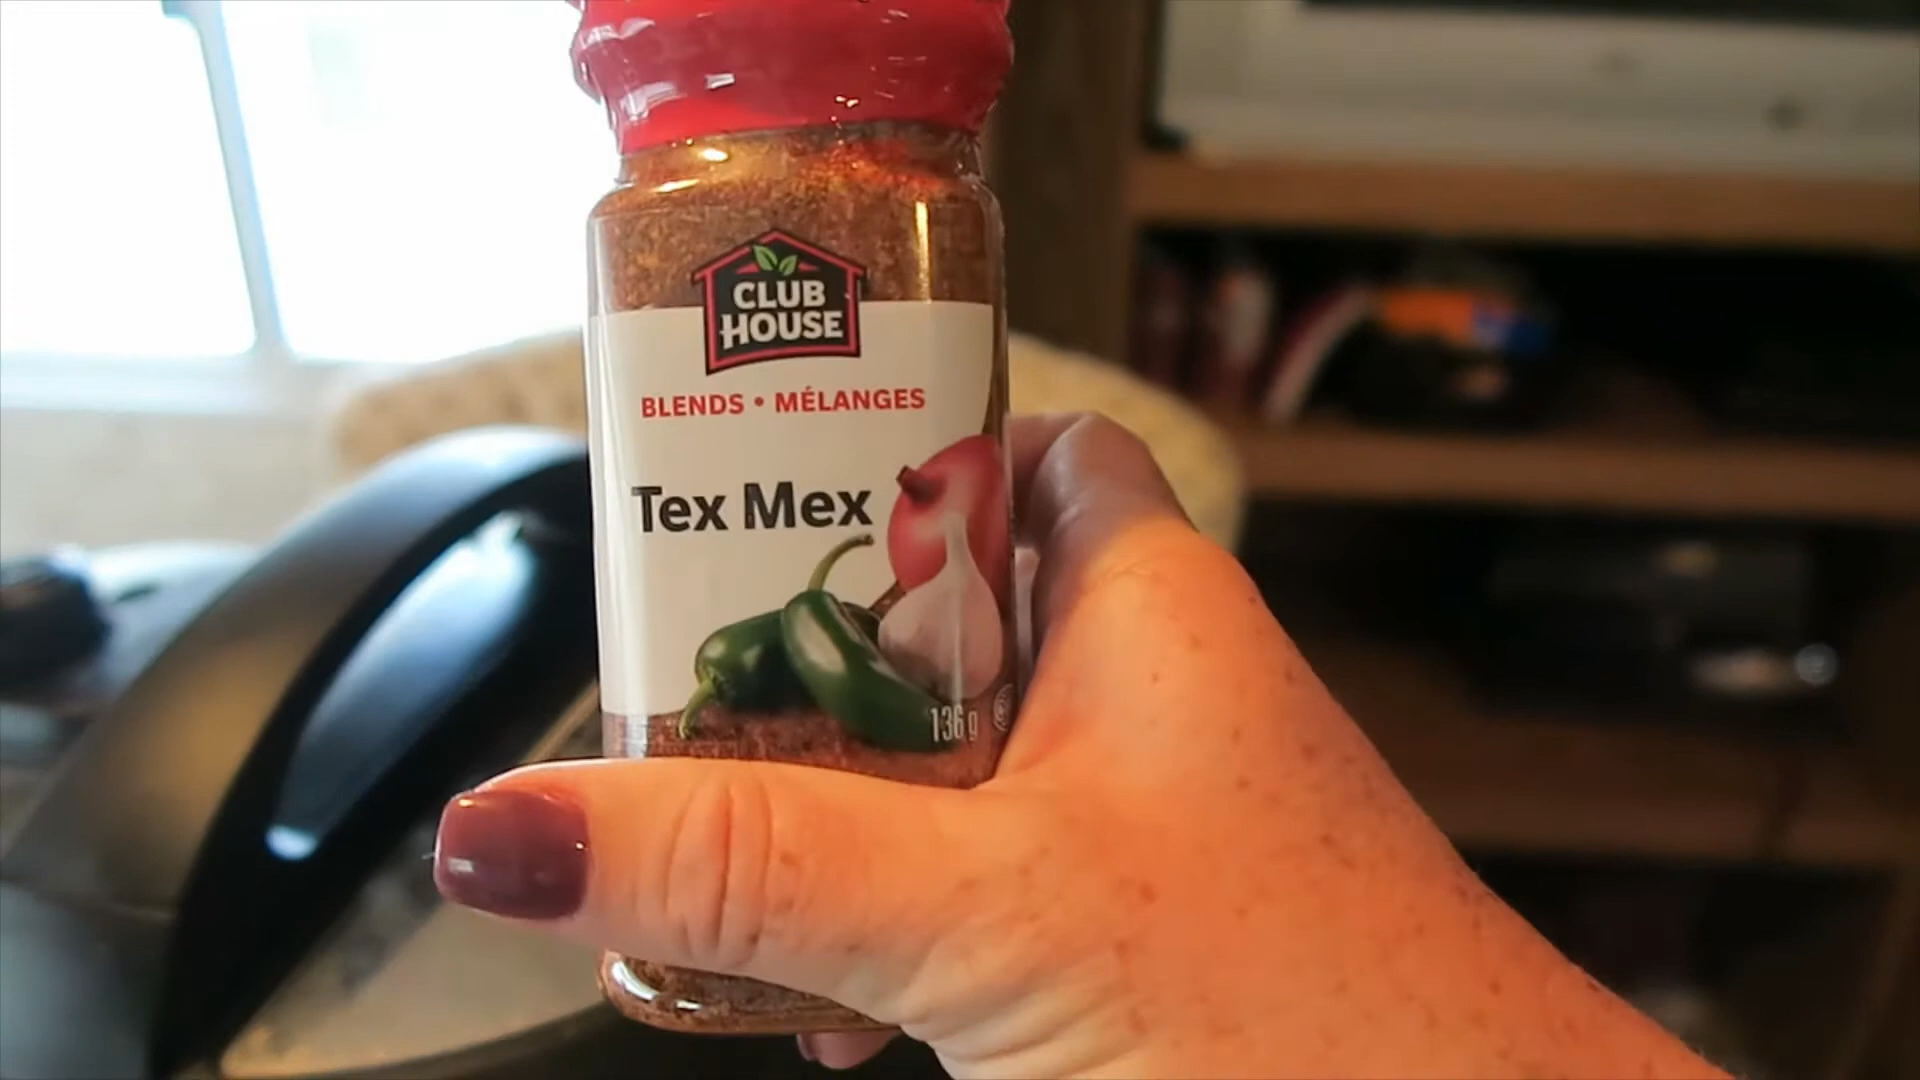 CLUB
HOUSE
BLENDS • MÉLANGES
Tex Mex
136 g